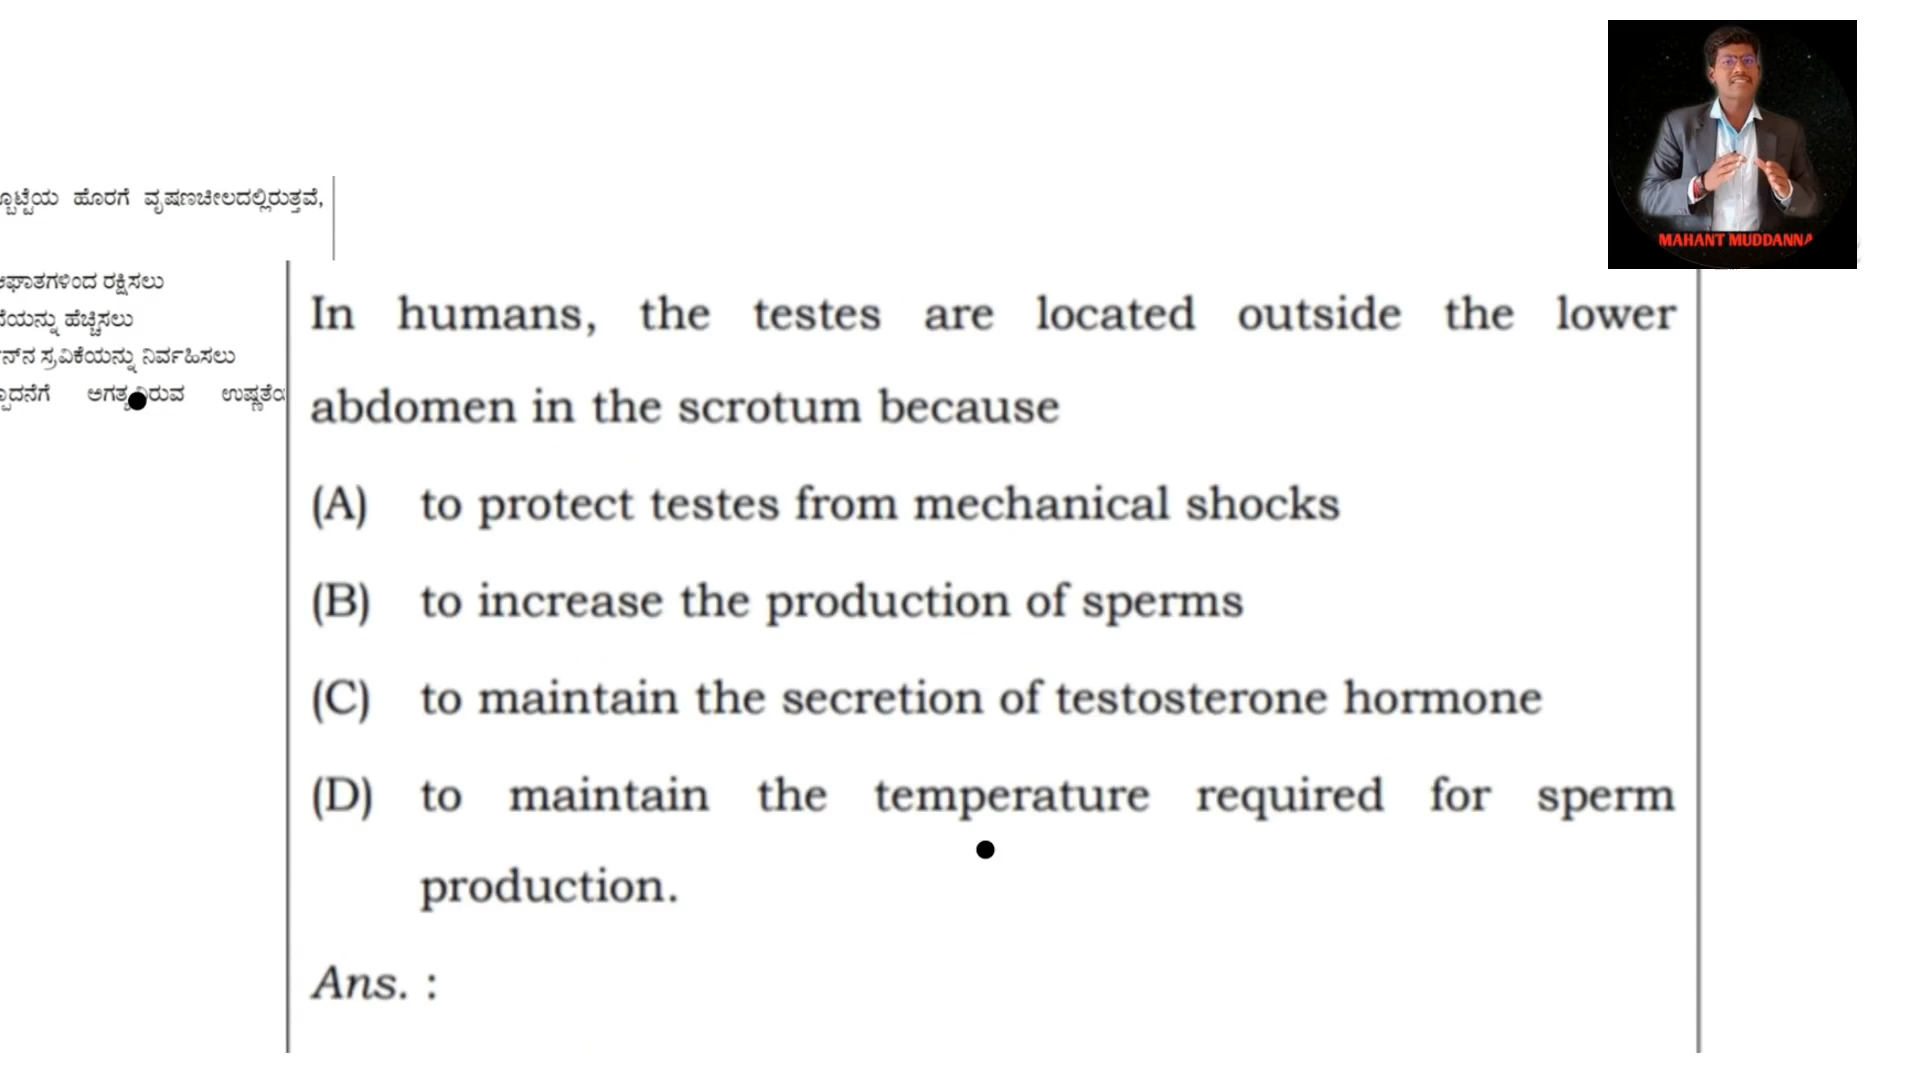 MAHANT MUDDANNA
ಹೊರಗೆ ವೃಷಣಚೀಲದಲ್ಲಿರುತ್ತವೆ,
ರಕ್ಷಿಸಲು
ಹೆಚ್ಚಿಸಲು
ಸ್ರವಿಕೆಯನ್ನು ನಿರ್ವಹಿಸಲು
In humans, the testes are located outside the lower
abdomen in the scrotum because
(A) to protect testes from mechanical shocks
(B) to increase the production of sperms
(C) to maintain the secretion of testosterone hormone
(D) to maintain the temperature required for sperm
production.
Ans. :